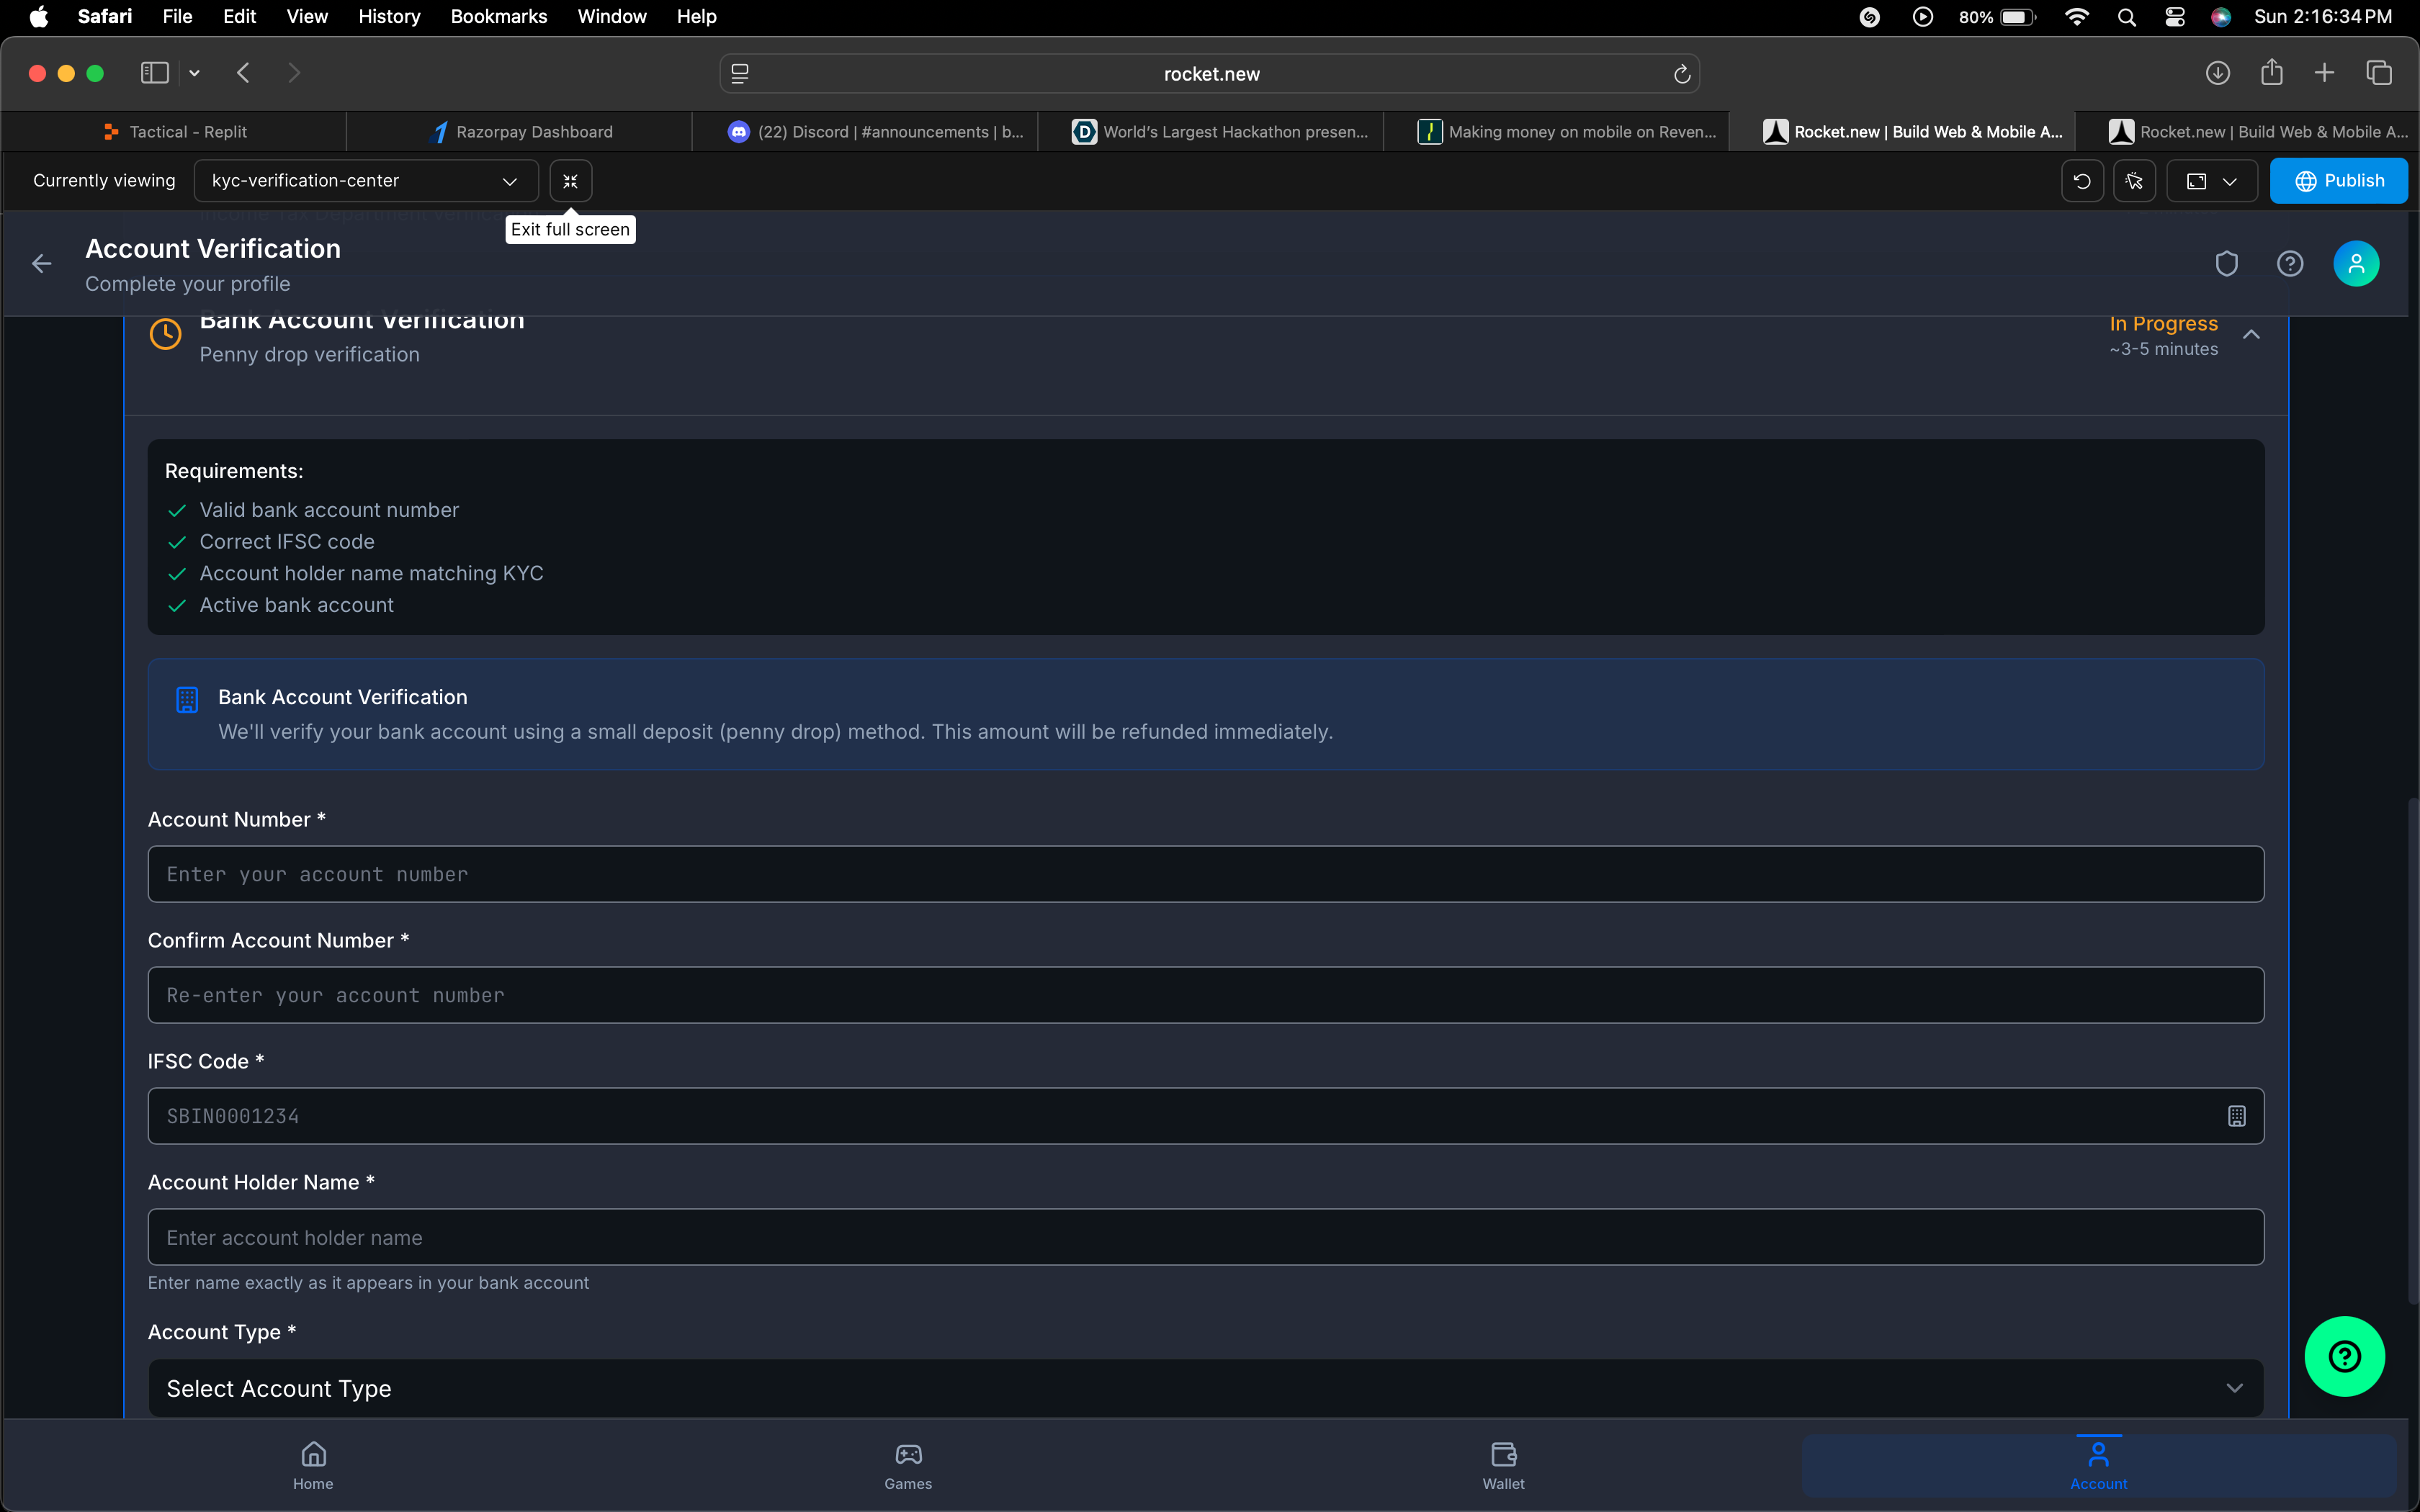 Safari File Edit View History Bookmarks Window Help 80% Sun 2:16:34 PM
rocket.new
Tactical - Replit
Razorpay Dashboard
(22) Discord | #announcements | b...
World's Largest Hackathon presen...
Making money on mobile on Reven...
Rocket.new | Build Web & Mobile A...
Rocket.new | Build Web & Mobile A...
Currently viewing kyc-verification-center Publish
Exit full screen
Account Verification
Complete your profile
Bank Account Verification
Penny drop verification
In Progress
~3-5 minutes
Requirements:
Valid bank account number
Correct IFSC code
Account holder name matching KYC
Active bank account
Bank Account Verification
We'll verify your bank account using a small deposit (penny drop) method. This amount will be refunded immediately.
Account Number *
Enter your account number
Confirm Account Number *
Re-enter your account number
IFSC Code *
SBIN0001234
Account Holder Name *
Enter account holder name
Enter name exactly as it appears in your bank account
Account Type *
Select Account Type
Home
Games
Wallet
Account